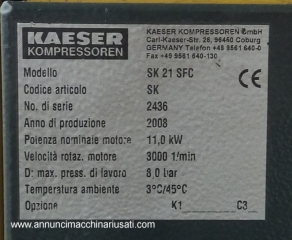 KAESER
KOMPRESSOREN
KAESER KOMPRESSOREN GmbH
Carl-Kaeser-Str. 26, 96450 Coburg
GERMANY Telefon +49 9561 640-0
Fax +49 9561 640-130
Modello SK 21 SFC
CE
Codice articolo SK
No. di serie 2436
Anno di produzione 2008
Potenza nominale motore 11,0 kW
Velocità rotaz. motore 3000 1/min
D: max. press. di lavoro 8,0 bar
Temperatura ambiente 3°C/45°C
Opzione K1 C3
www.annuncimacchinariusati.com